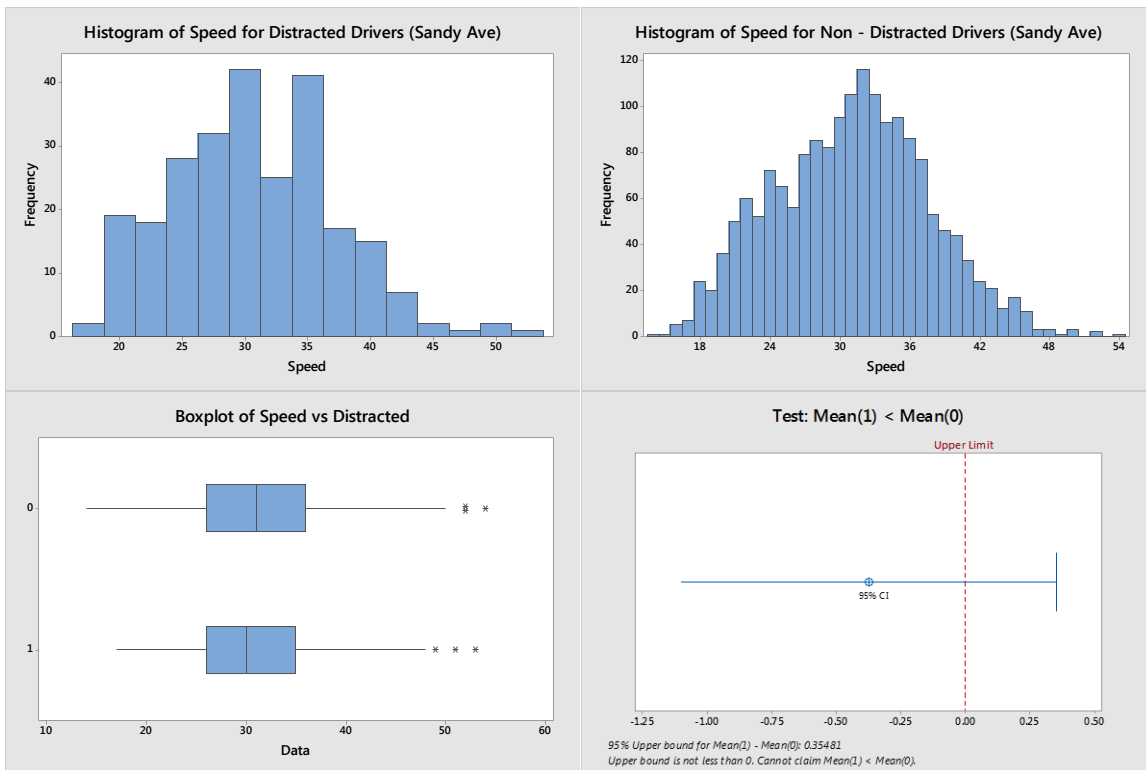 Histogram of Speed for Distracted Drivers (Sandy Ave)
40
30
20
10
0
Frequency
20 25 30 35 40 45 50
Speed
Histogram of Speed for Non - Distracted Drivers (Sandy Ave)
120
100
80
60
40
20
0
Frequency
18 24 30 36 42 48 54
Speed
Boxplot of Speed vs Distracted
0
1
10 20 30 40 50 60
Data
Test: Mean(1) < Mean(0)
Upper Limit
95% CI
-1.25 -1.00 -0.75 -0.50 -0.25 0.00 0.25 0.50
95% Upper bound for Mean(1) - Mean(0): 0.35481
Upper bound is not less than 0. Cannot claim Mean(1) < Mean(0).